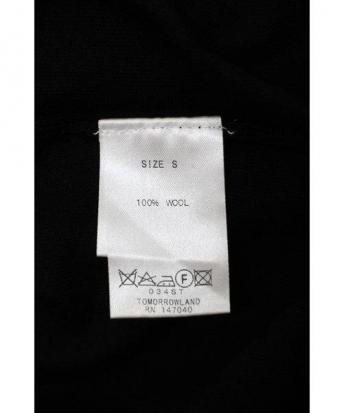 SIZE S
100% WOOL
F
034ST
TOMORROWLAND
RN 147040